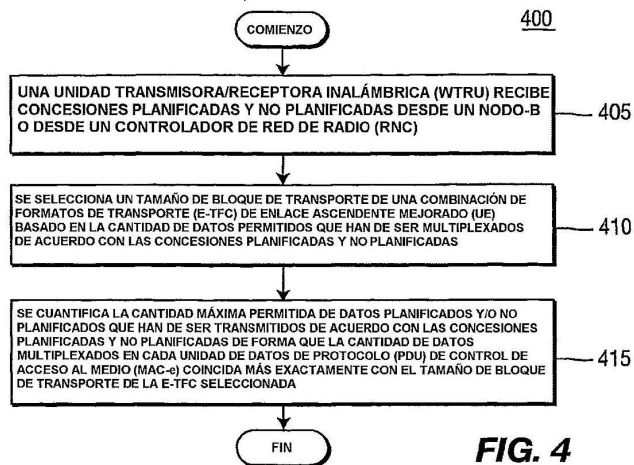 400
COMIENZO
UNA UNIDAD TRANSMISORA/RECEPTORA INALÁMBRICA (WTRU) RECIBE
CONCESIONES PLANIFICADAS Y NO PLANIFICADAS DESDE UN NODO-B
O DESDE UN CONTROLADOR DE RED DE RADIO (RNC)
405
SE SELECCIONA UN TAMAÑO DE BLOQUE DE TRANSPORTE DE UNA COMBINACIÓN DE
FORMATOS DE TRANSPORTE (E-TFC) DE ENLACE ASCENDENTE MEJORADO (UE)
BASADO EN LA CANTIDAD DE DATOS PERMITIDOS QUE HAN DE SER MULTIPLEXADOS
DE ACUERDO CON LAS CONCESIONES PLANIFICADAS Y NO PLANIFICADAS
410
SE CUANTIFICA LA CANTIDAD MÁXIMA PERMITIDA DE DATOS PLANIFICADOS Y/O NO
PLANIFICADOS QUE HAN DE SER TRANSMITIDOS DE ACUERDO CON LAS CONCESIONES
PLANIFICADAS Y NO PLANIFICADAS DE FORMA QUE LA CANTIDAD DE DATOS
MULTIPLEXADOS EN CADA UNIDAD DE DATOS DE PROTOCOLO (PDU) DE CONTROL DE
ACCESO AL MEDIO (MAC-e) COINCIDA MÁS EXACTAMENTE CON EL TAMAÑO DE BLOQUE
DE TRANSPORTE DE LA E-TFC SELECCIONADA
415
FIN
FIG. 4